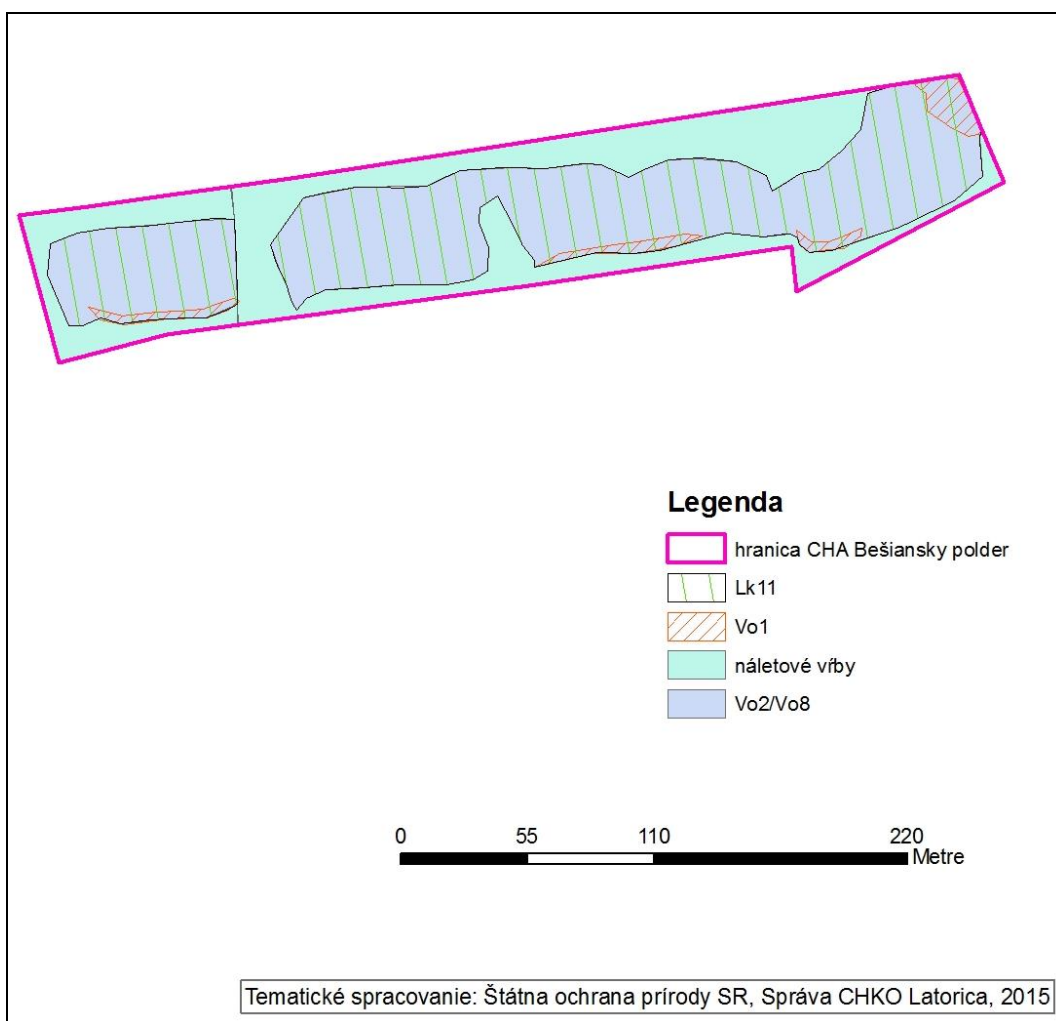 Legenda
hranica CHA Bešiansky polder
Lk11
Vo1
náletové vŕby
Vo2/Vo8
0 55 110 220
Metre
Tematické spracovanie: Štátna ochrana prírody SR, Správa CHKO Latorica, 2015